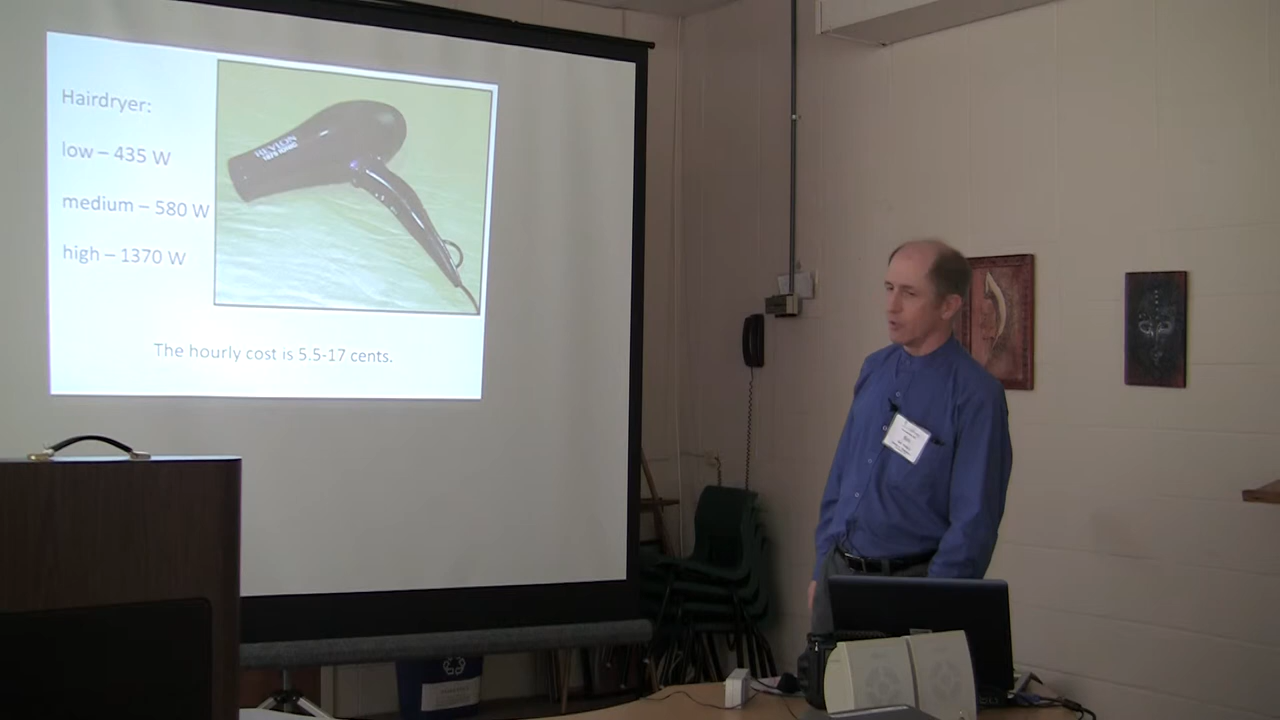 Hairdryer:
low – 435 W
medium – 580 W
high – 1370 W
REVLON
The hourly cost is 5.5-17 cents.